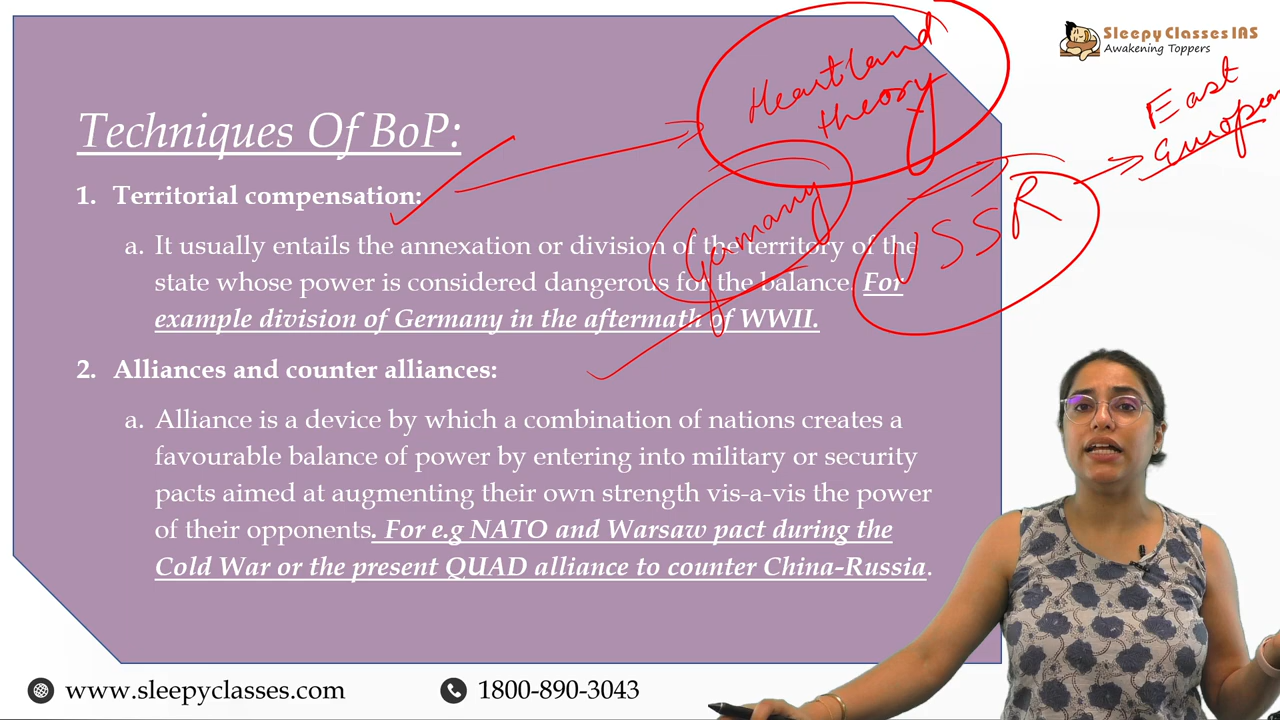 Sleepy Classes IAS
Awakening Toppers
Heartland
theory
East
European
Germany
USSR
Techniques Of BoP:
1. Territorial compensation:
a. It usually entails the annexation or division of the territory of the
state whose power is considered dangerous for the balance. For
example division of Germany in the aftermath of WWII.
2. Alliances and counter alliances:
a. Alliance is a device by which a combination of nations creates a
favourable balance of power by entering into military or security
pacts aimed at augmenting their own strength vis-a-vis the power
of their opponents. For e.g NATO and Warsaw pact during the
Cold War or the present QUAD alliance to counter China-Russia.
www.sleepyclasses.com
1800-890-3043